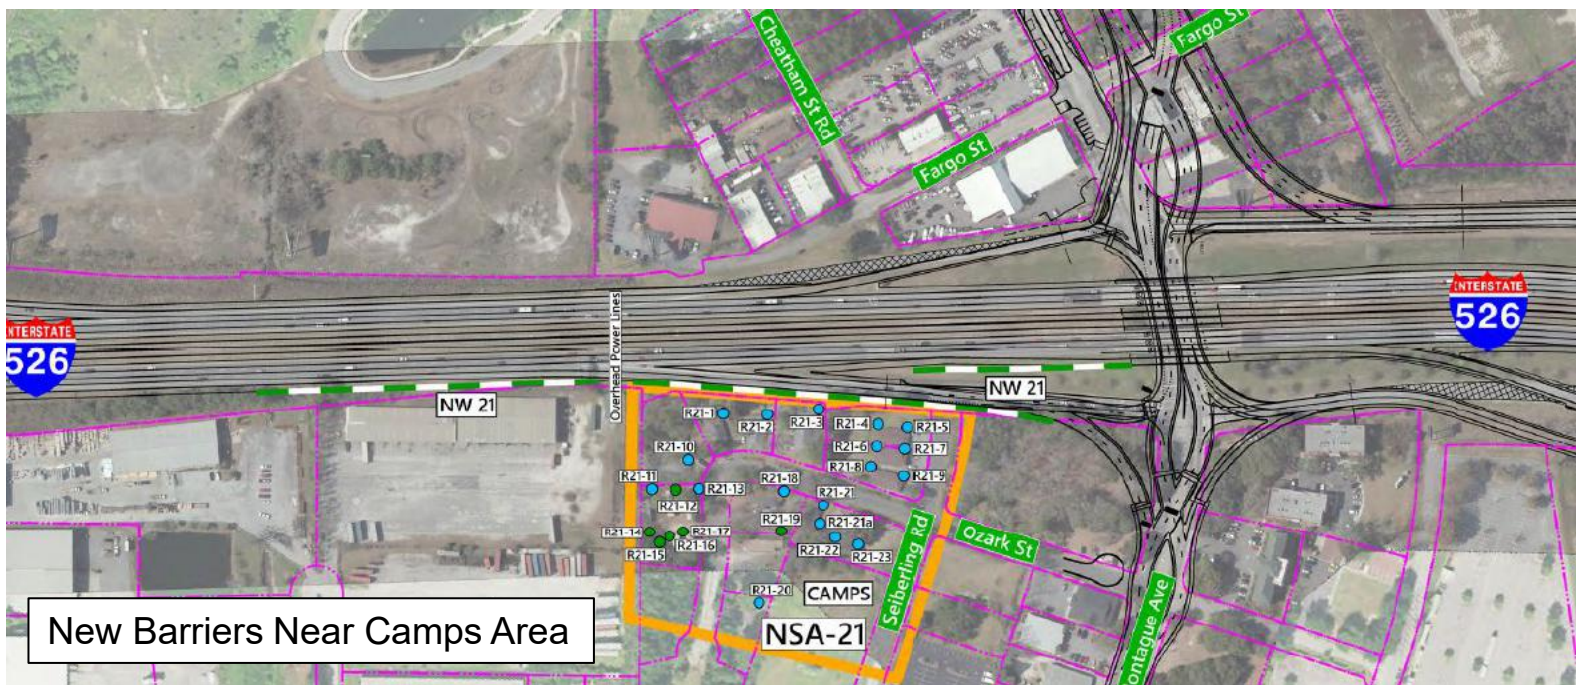 Fargo St
Cheatham St Rd
Fargo St
Overhead Power Lines
INTERSTATE
526
INTERSTATE
526
NW 21
NW 21
R21-1
R21-2
R21-3
R21-4
R21-5
R21-6
R21-7
R21-8
R21-9
R21-10
R21-11
R21-12
R21-13
R21-18
R21-21
R21-14
R21-17
R21-19
R21-21a
R21-16
R21-15
R21-22
R21-23
Seiberling Rd
Ozark St
R21-20
CAMPS
NSA-21
ontague Ave
New Barriers Near Camps Area